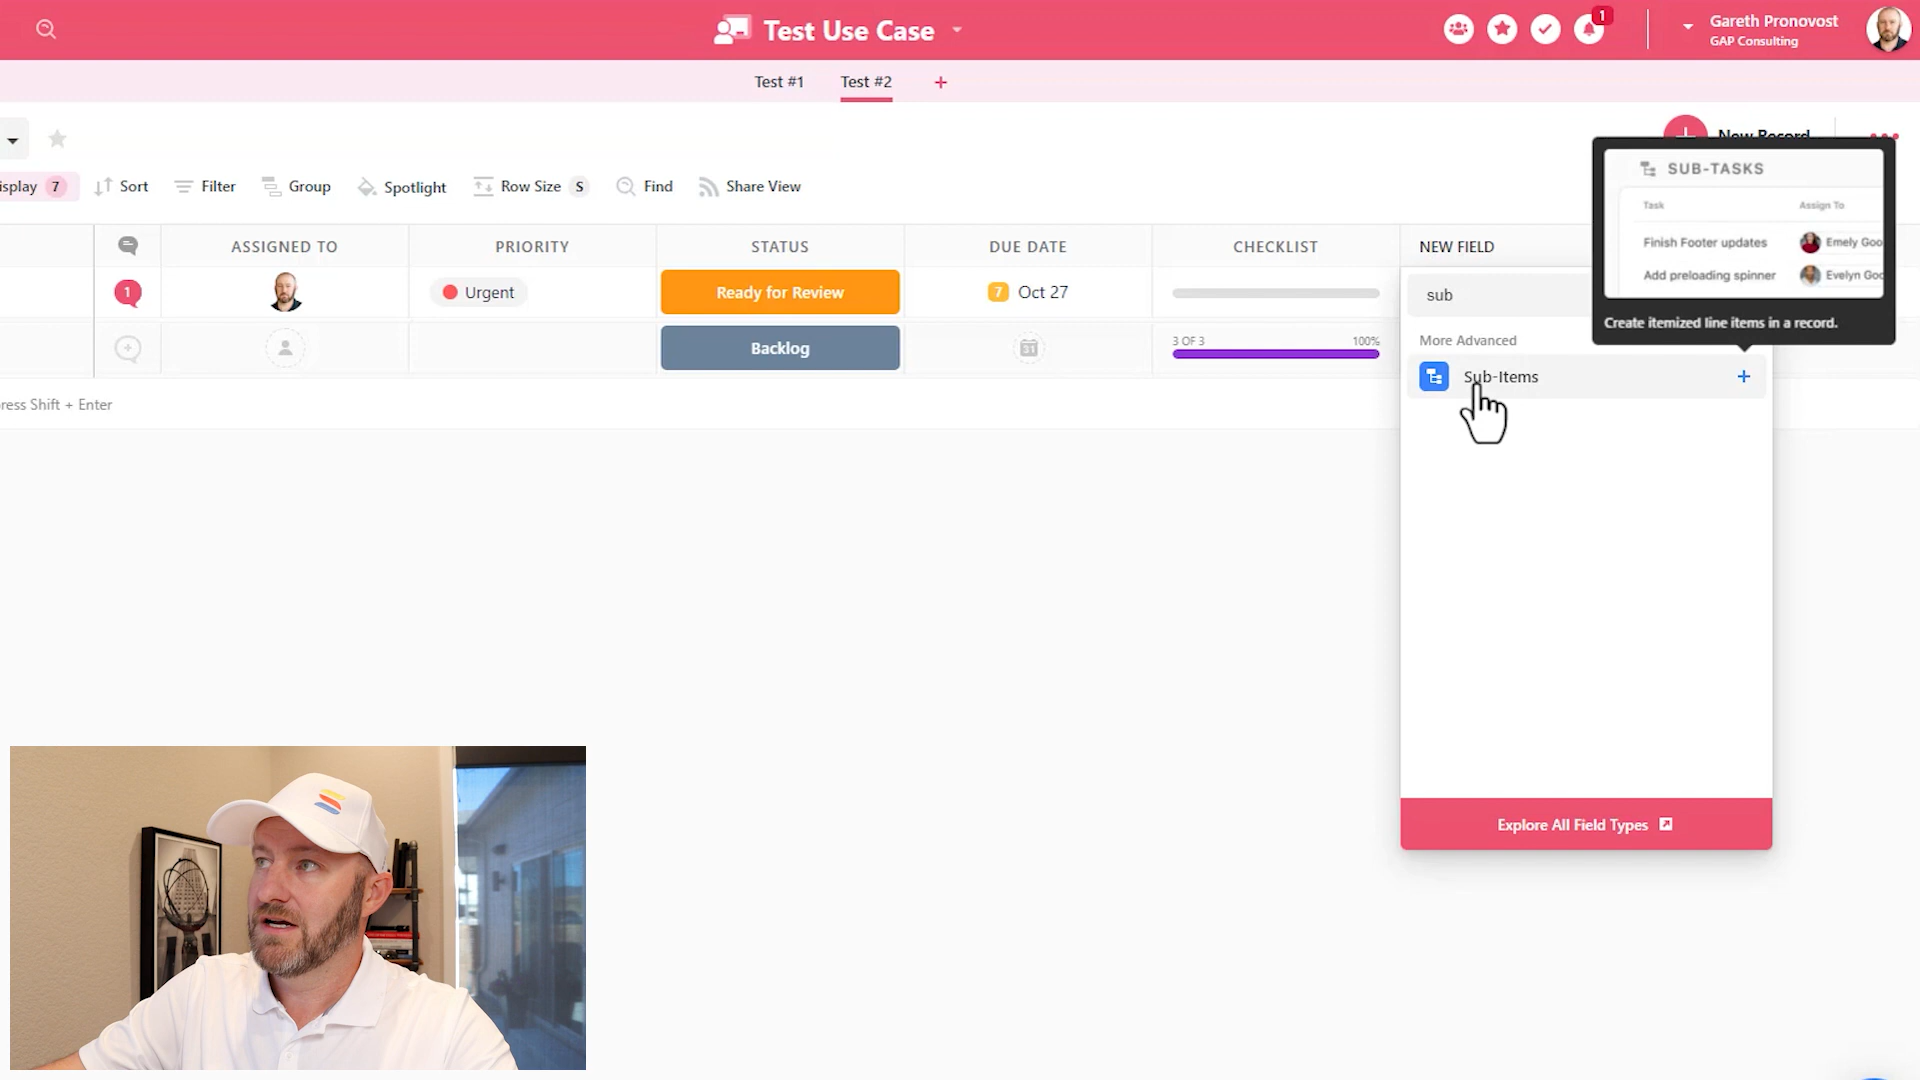 Test Use Case
1
Gareth Pronovost
GAP Consulting
Test #1
Test #2
+
New Record
isplay 7
Sort
Filter
Group
Spotlight
Row Size S
Find
Share View
SUB-TASKS
Task
Assign To
Finish Footer updates
Emely Goo
Add preloading spinner
Evelyn Goo
Create itemized line items in a record.
ASSIGNED TO
PRIORITY
STATUS
DUE DATE
CHECKLIST
NEW FIELD
1
Urgent
Ready for Review
7
Oct 27
sub
Backlog
31
3 OF 3
100%
More Advanced
Sub-Items
+
ress Shift + Enter
Explore All Field Types